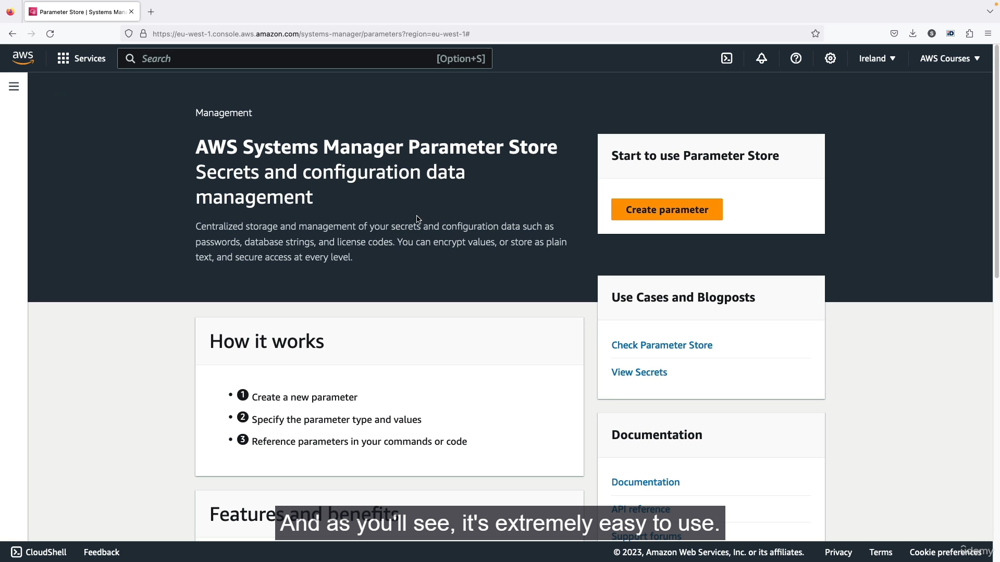 Parameter Store | Systems Man
https://eu-west-1.console.aws.amazon.com/systems-manager/parameters?region=eu-west-1#
S
iD
aws
Services
Search
[Option+S]
Ireland ▼
AWS Courses ▼
Management
AWS Systems Manager Parameter Store
Secrets and configuration data
management
Centralized storage and management of your secrets and configuration data such as
passwords, database strings, and license codes. You can encrypt values, or store as plain
text, and secure access at every level.
Start to use Parameter Store
Create parameter
Use Cases and Blogposts
Check Parameter Store
View Secrets
How it works
• 1 Create a new parameter
• 2 Specify the parameter type and values
• 3 Reference parameters in your commands or code
Documentation
Documentation
API reference
Support forums
Features and benefits
And as you'll see, it's extremely easy to use.
CloudShell
Feedback
© 2023, Amazon Web Services, Inc. or its affiliates.
Privacy
Terms
Cookie preferences
ûdemy